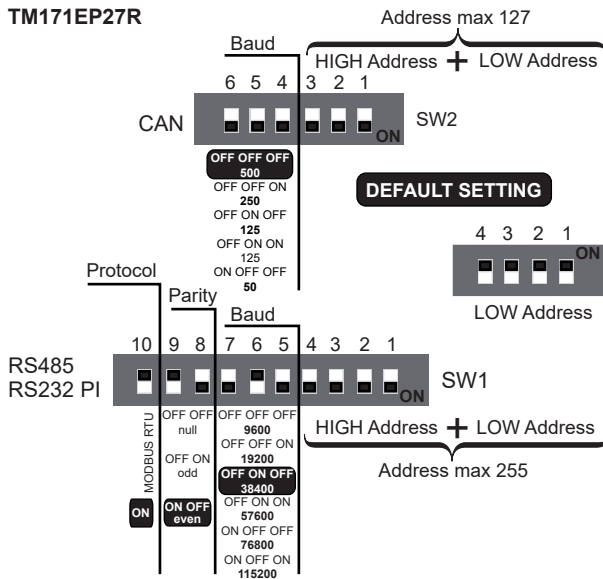 TM171EP27R
Address max 127
Baud
HIGH Address + LOW Address
6 5 4 3 2 1
CAN
ON
SW2
OFF OFF OFF
500
OFF OFF ON
250
OFF ON OFF
125
OFF ON ON
125
ON OFF OFF
50
DEFAULT SETTING
4 3 2 1
ON
LOW Address
Protocol
Parity
Baud
10 9 8 7 6 5 4 3 2 1
RS485
RS232 PI
ON
SW1
MODBUS RTU
ON
OFF OFF
null
OFF ON
odd
ON OFF
even
OFF OFF OFF
9600
OFF OFF ON
19200
OFF ON OFF
38400
OFF ON ON
57600
ON OFF OFF
76800
ON OFF ON
115200
HIGH Address + LOW Address
Address max 255